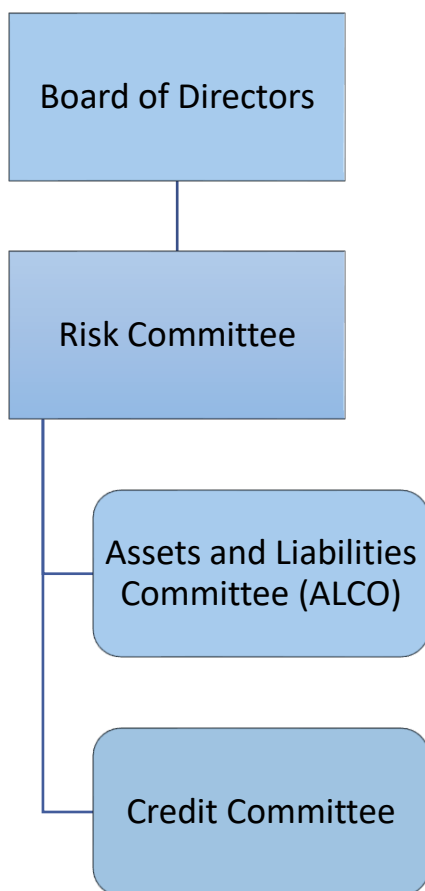 Board of Directors
Risk Committee
Assets and Liabilities
Committee (ALCO)
Credit Committee